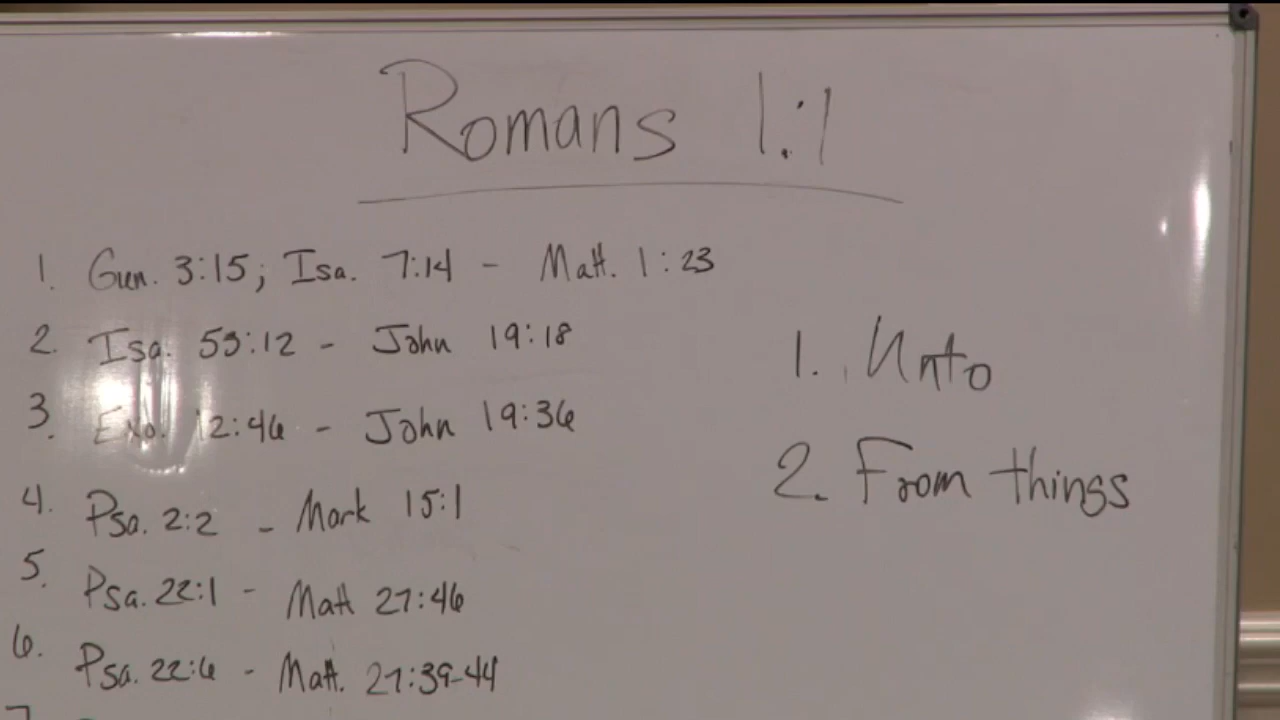 Romans 1:1
1. Gen. 3:15; Isa. 7:14 - Matt. 1:23
2. Isa. 53:12 - John 19:18
3. Exo. 12:46 - John 19:36
4. Psa. 2:2 - Mark 15:1
5. Psa. 22:1 - Matt 27:46
6. Psa. 22:6 - Matt. 27:39-44
7.
1. Unto
2. From things